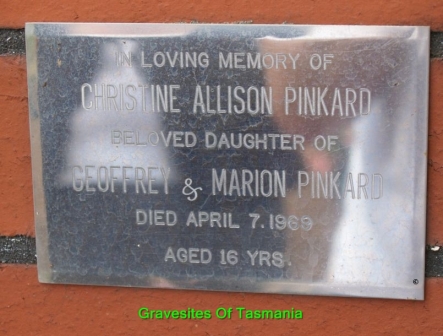 IN LOVING MEMORY OF
CHRISTINE ALLISON PINKARD
BELOVED DAUGHTER OF
GEOFFREY & MARION PINKARD
DIED APRIL 7.1969
AGED 16 YRS.
Gravesites Of Tasmania